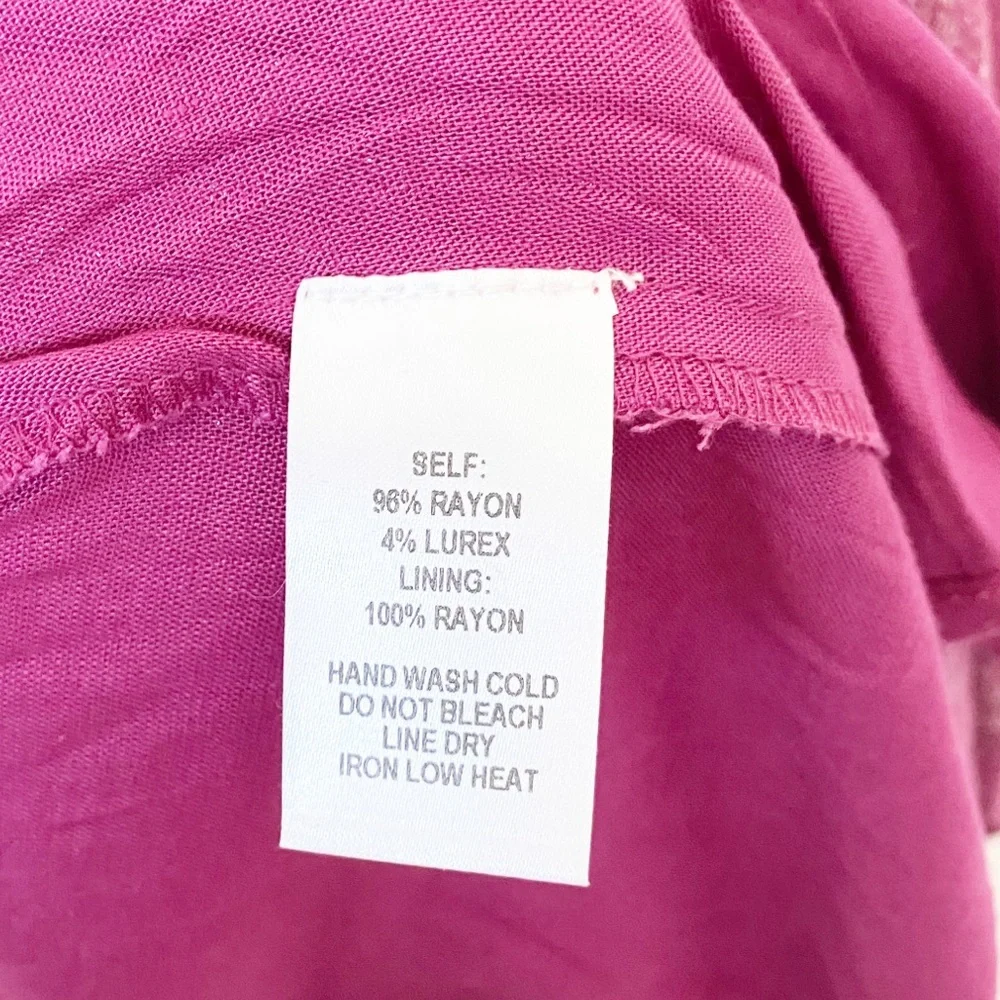 SELF:
96% RAYON
4% LUREX
LINING:
100% RAYON
HAND WASH COLD
DO NOT BLEACH
LINE DRY
IRON LOW HEAT